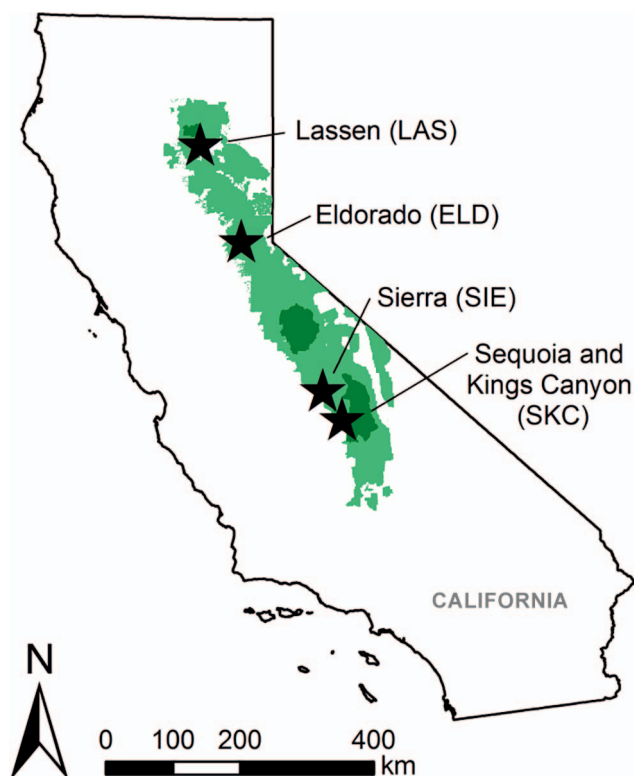 Lassen (LAS)
Eldorado (ELD)
Sierra (SIE)
Sequoia and
Kings Canyon
(SKC)
CALIFORNIA
N
0 100 200 400
km